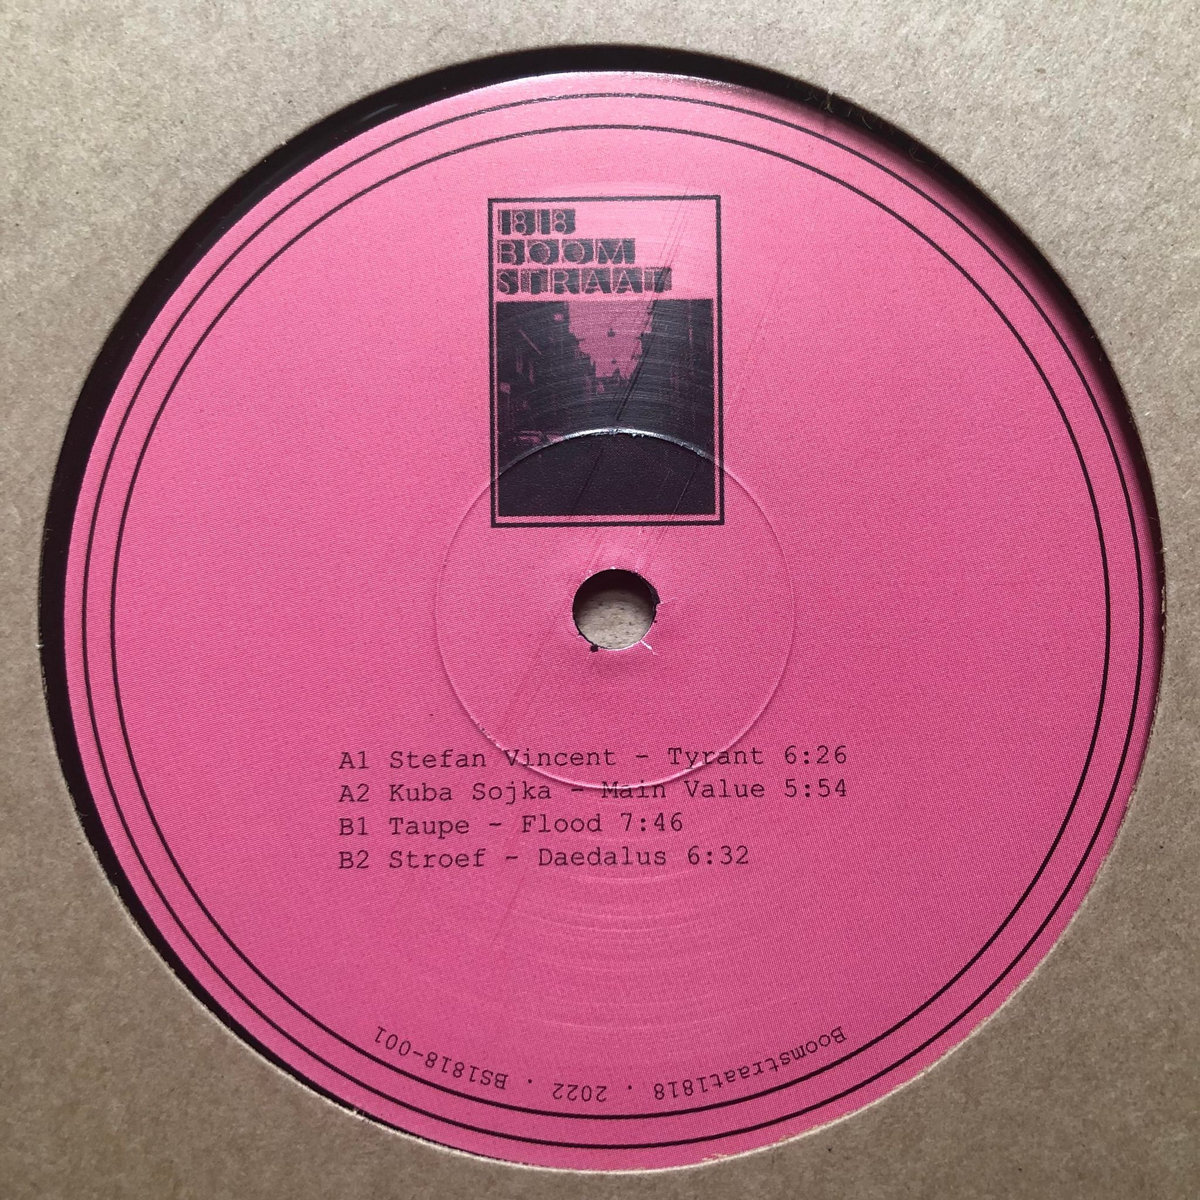 1818
BOOM
STRAAT
A1 Stefan Vincent - Tyrant 6:26
A2 Kuba Sojka - Main Value 5:54
B1 Taupe - Flood 7:46
B2 Stroef - Daedalus 6:32
Boomstraat1818 . 2022 . BS1818-001